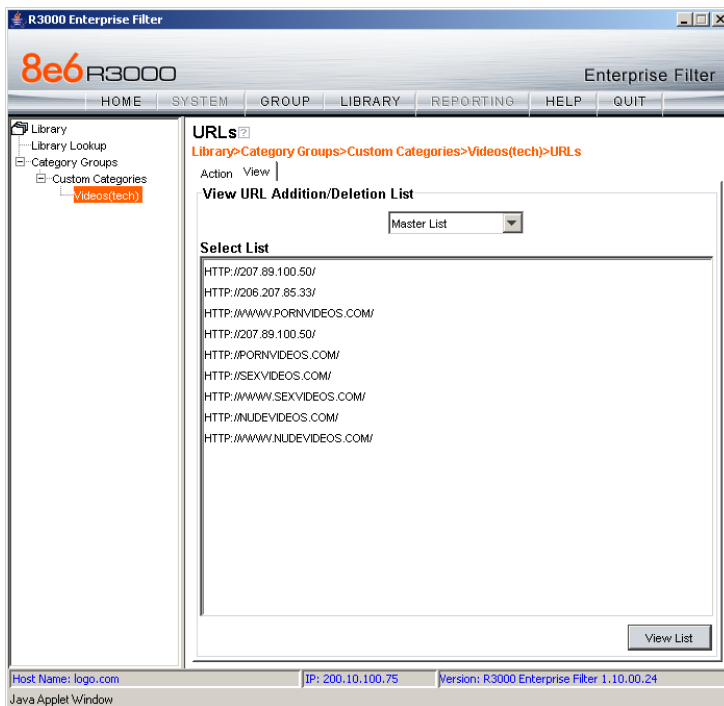 R3000 Enterprise Filter
8e6 R3000
Enterprise Filter
HOME SYSTEM GROUP LIBRARY REPORTING HELP QUIT
Library
Library Lookup
Category Groups
Custom Categories
Videos(tech)
URLs?
Library>Category Groups>Custom Categories>Videos(tech)>URLs
Action View
View URL Addition/Deletion List
Master List
Select List
HTTP://207.89.100.50/
HTTP://206.207.85.33/
HTTP://WWW.PORNVIDEOS.COM/
HTTP://207.89.100.50/
HTTP://PORNVIDEOS.COM/
HTTP://SEXVIDEOS.COM/
HTTP://WWW.SEXVIDEOS.COM/
HTTP://NUDEVIDEOS.COM/
HTTP://WWW.NUDEVIDEOS.COM/
View List
Host Name: logo.com IP: 200.10.100.75 Version: R3000 Enterprise Filter 1.10.00.24
Java Applet Window